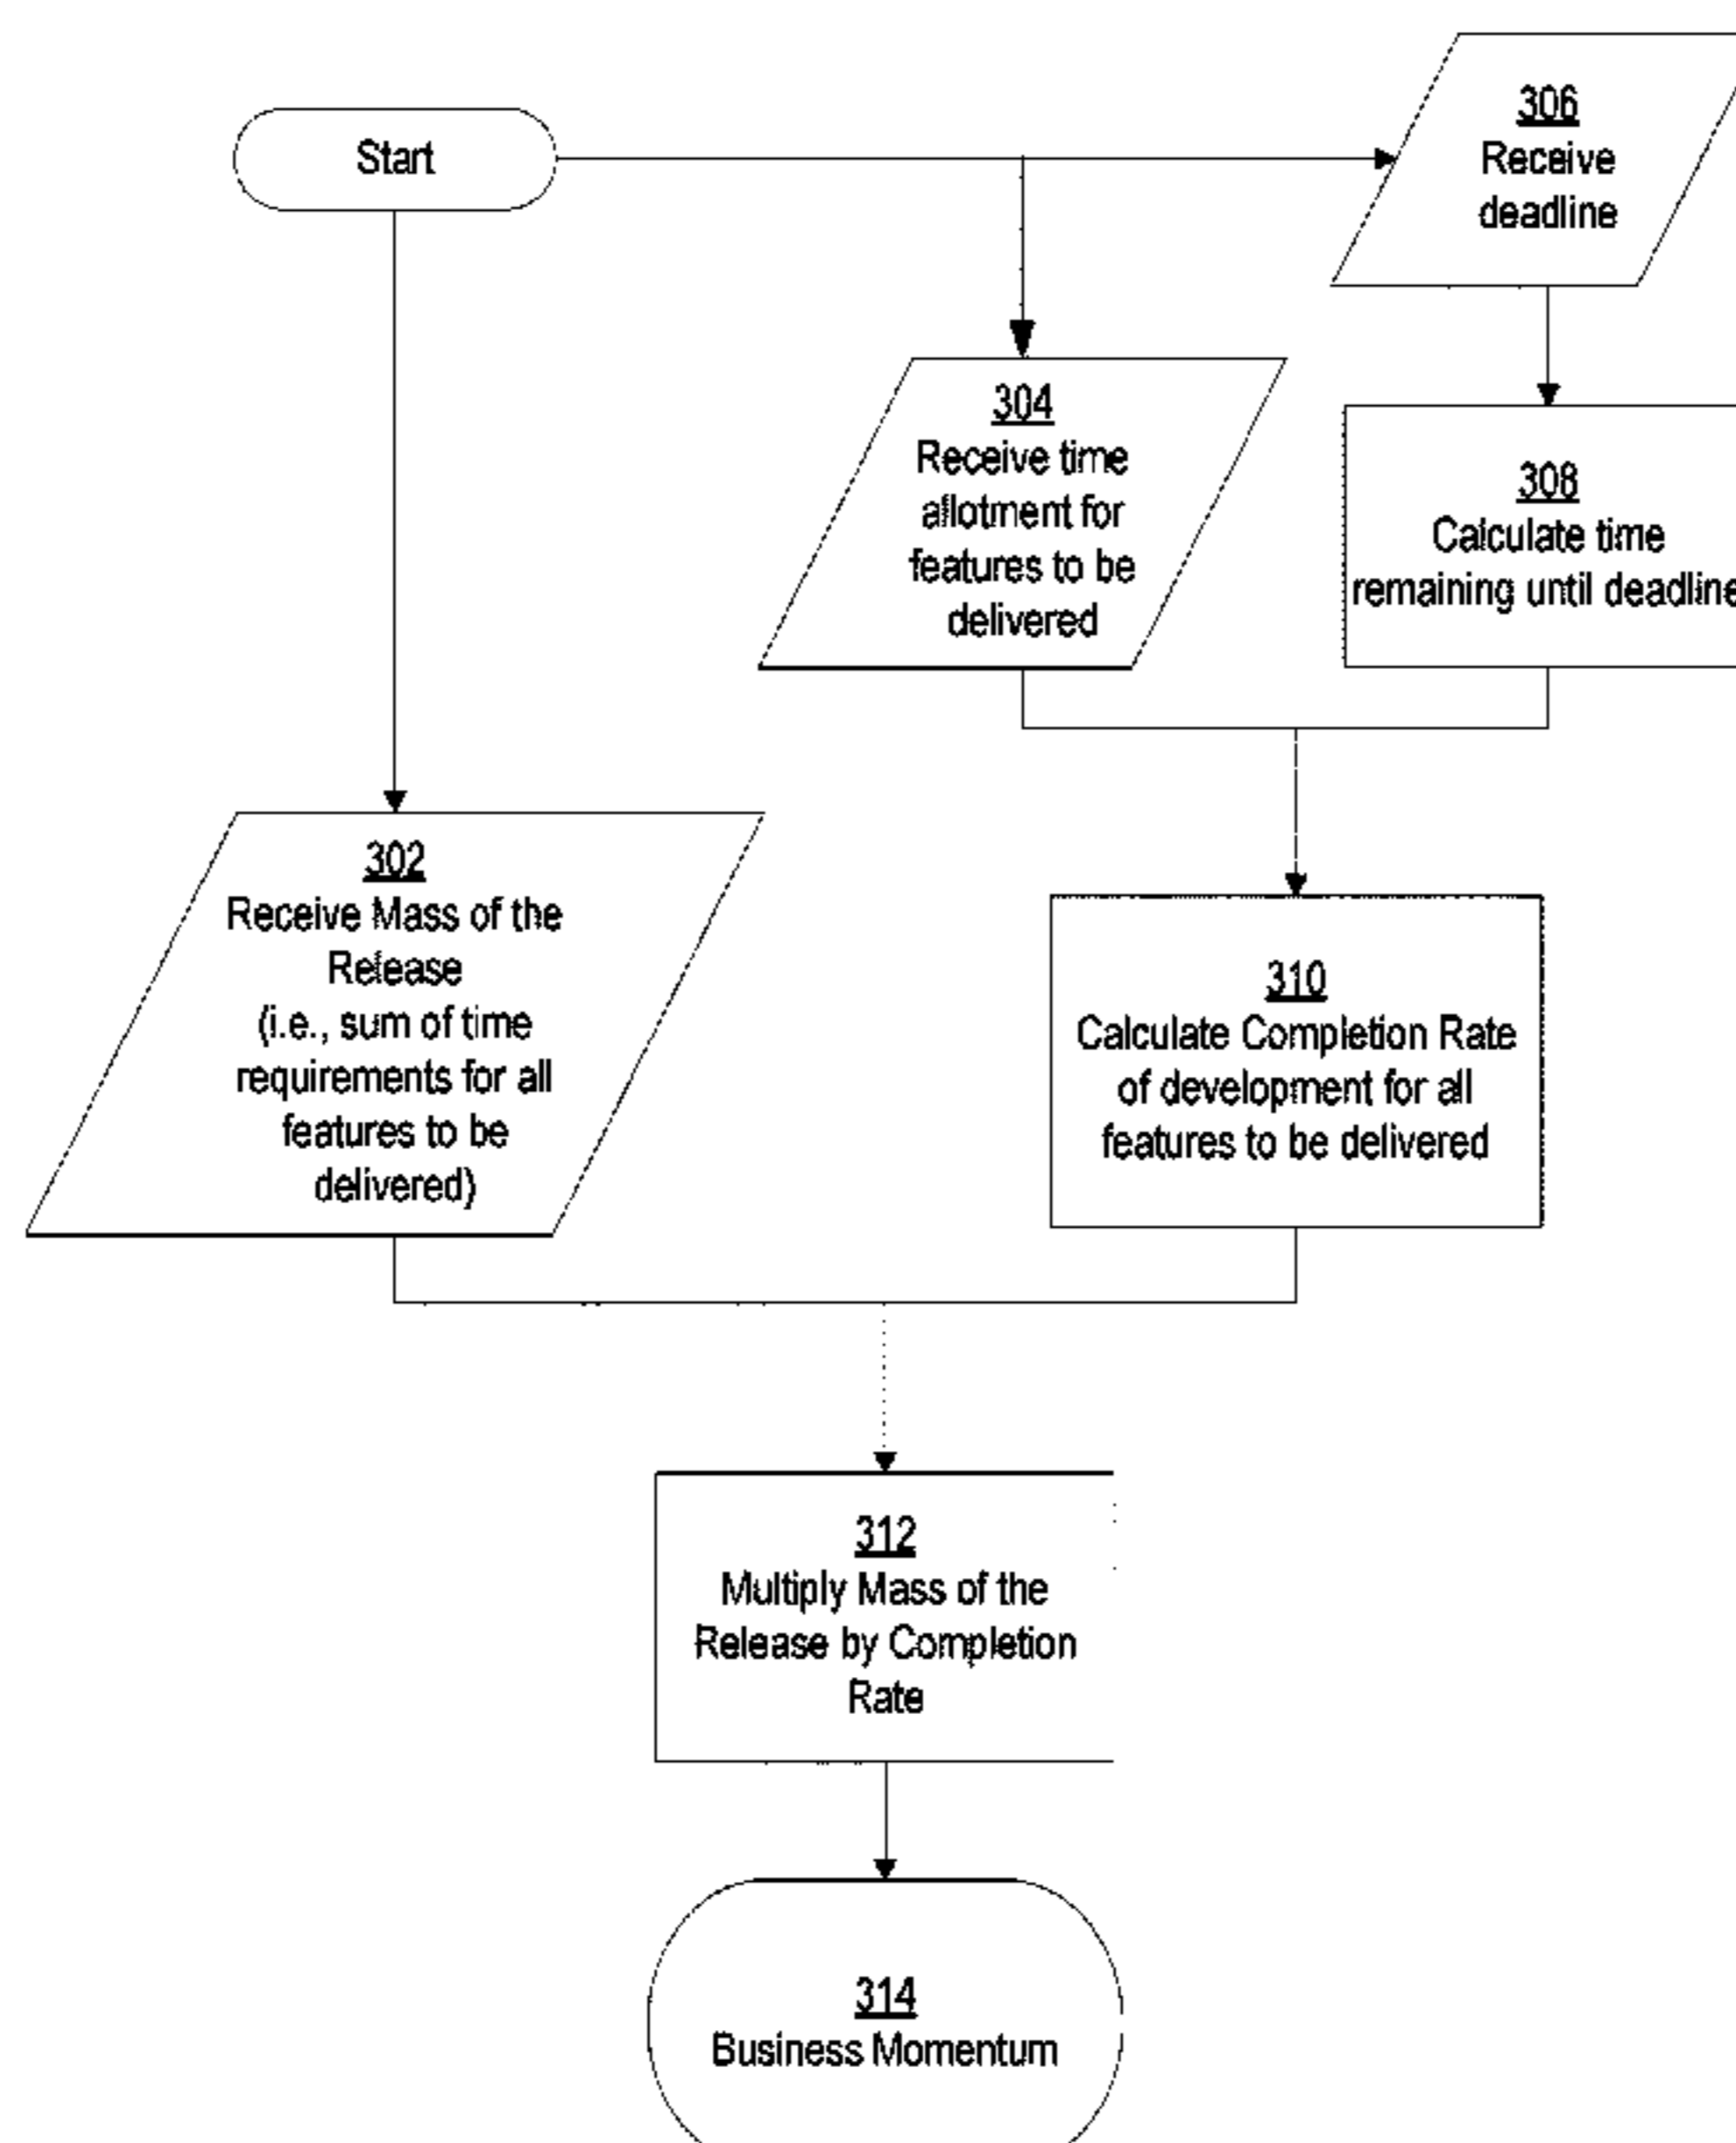 Start
306
Receive
deadline
304
Receive time
allotment for
features to be
delivered
308
Calculate time
remaining until deadline
302
Receive Mass of the
Release
(i.e., sum of time
requirements for all
features to be
delivered)
310
Calculate Completion Rate
of development for all
features to be delivered
312
Multiply Mass of the
Release by Completion
Rate
314
Business Momentum